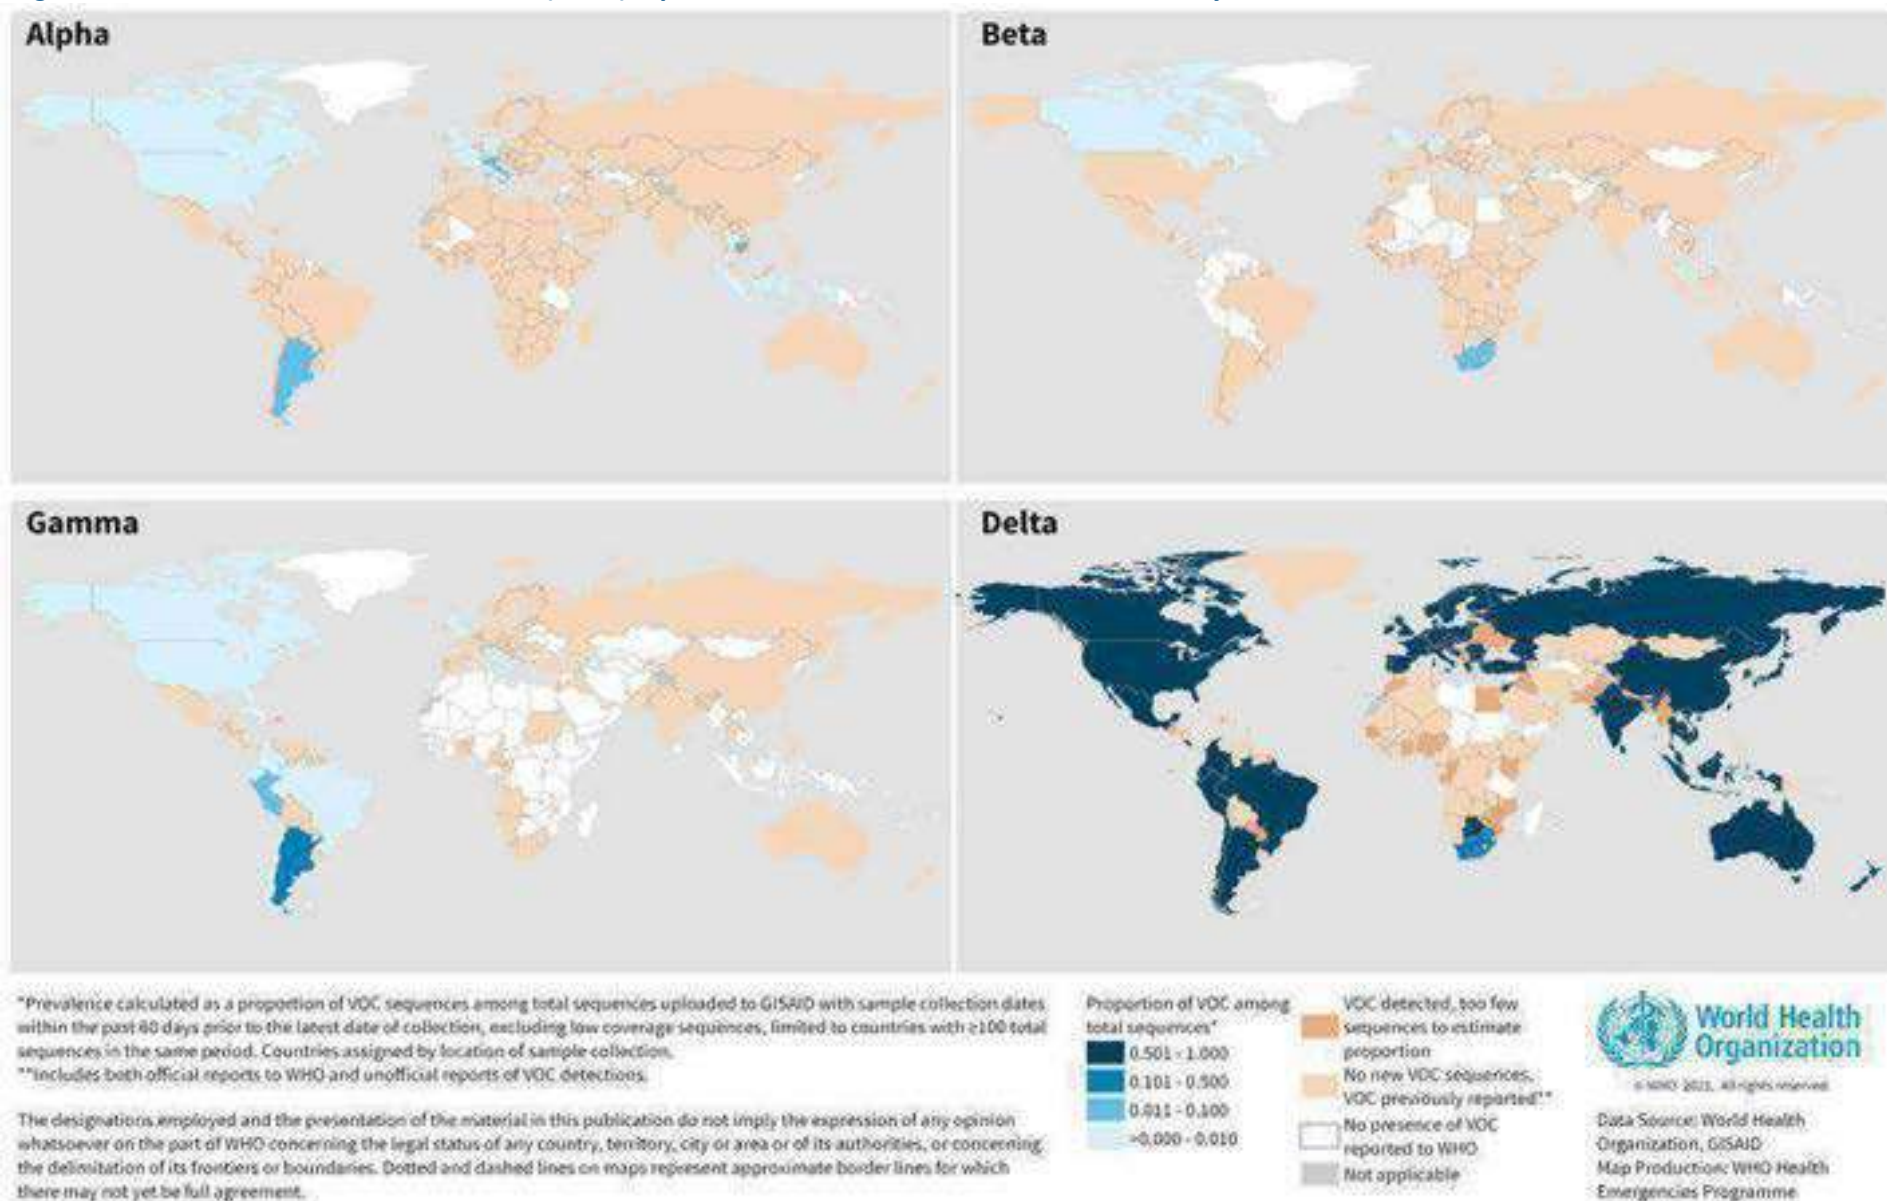 Alpha
Beta
Gamma
Delta
*Prevalence calculated as a proportion of VOC sequences among total sequences uploaded to GISAID with sample collection dates
within the past 60 days prior to the latest date of collection, excluding low coverage sequences, limited to countries with ≥100 total
sequences in the same period. Countries assigned by location of sample collection.
**Includes both official reports to WHO and unofficial reports of VOC detections.
The designations employed and the presentation of the material in this publication do not imply the expression of any opinion
whatsoever on the part of WHO concerning the legal status of any country, territory, city or area or of its authorities, or concerning
the delimitation of its frontiers or boundaries. Dotted and dashed lines on maps represent approximate border lines for which
there may not yet be full agreement.
Proportion of VOC among
total sequences*
0.501 - 1.000
0.101 - 0.500
0.011 - 0.100
>0.000 - 0.010
VOC detected, too few
sequences to estimate
proportion
No new VOC sequences,
VOC previously reported**
No presence of VOC
reported to WHO
Not applicable
World Health
Organization
© WHO 2021, All rights reserved
Data Source: World Health
Organization, GISAID
Map Production: WHO Health
Emergencies Programme